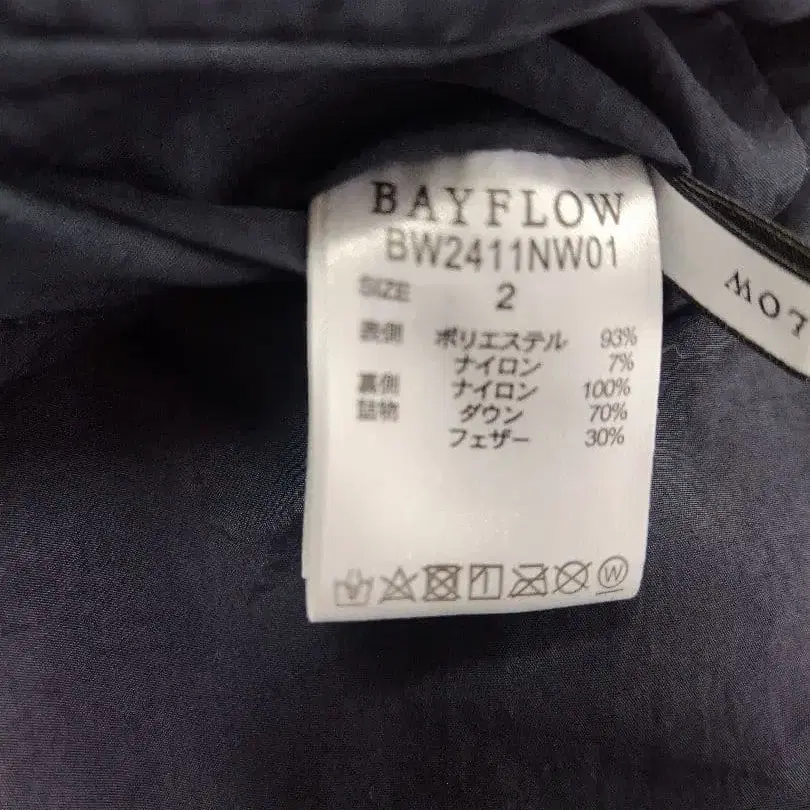 BAYFLOW
BW2411NW01
SIZE 2
表側 ポリエステル 93%
ナイロン 7%
裏側 ナイロン 100%
詰物 ダウン 70%
フェザー 30%
W
LOW